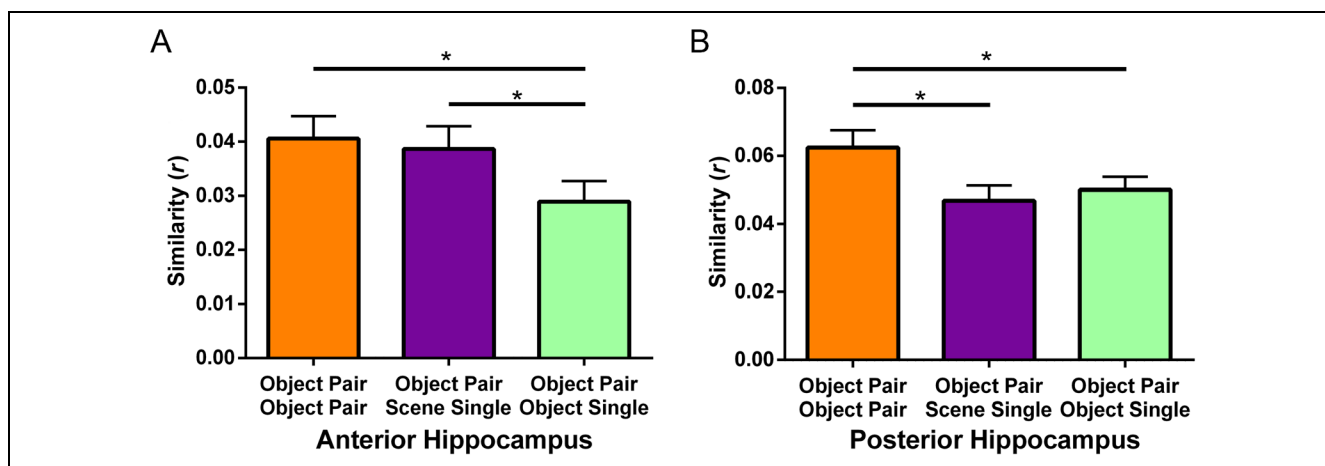 A
*
*
0.05
0.04
0.03
0.02
0.01
0.00
Similarity (r)
Object Pair
Object Pair
Object Pair
Scene Single
Object Pair
Object Single
Anterior Hippocampus
B
*
*
0.08
0.06
0.04
0.02
0.00
Similarity (r)
Object Pair
Object Pair
Object Pair
Scene Single
Object Pair
Object Single
Posterior Hippocampus